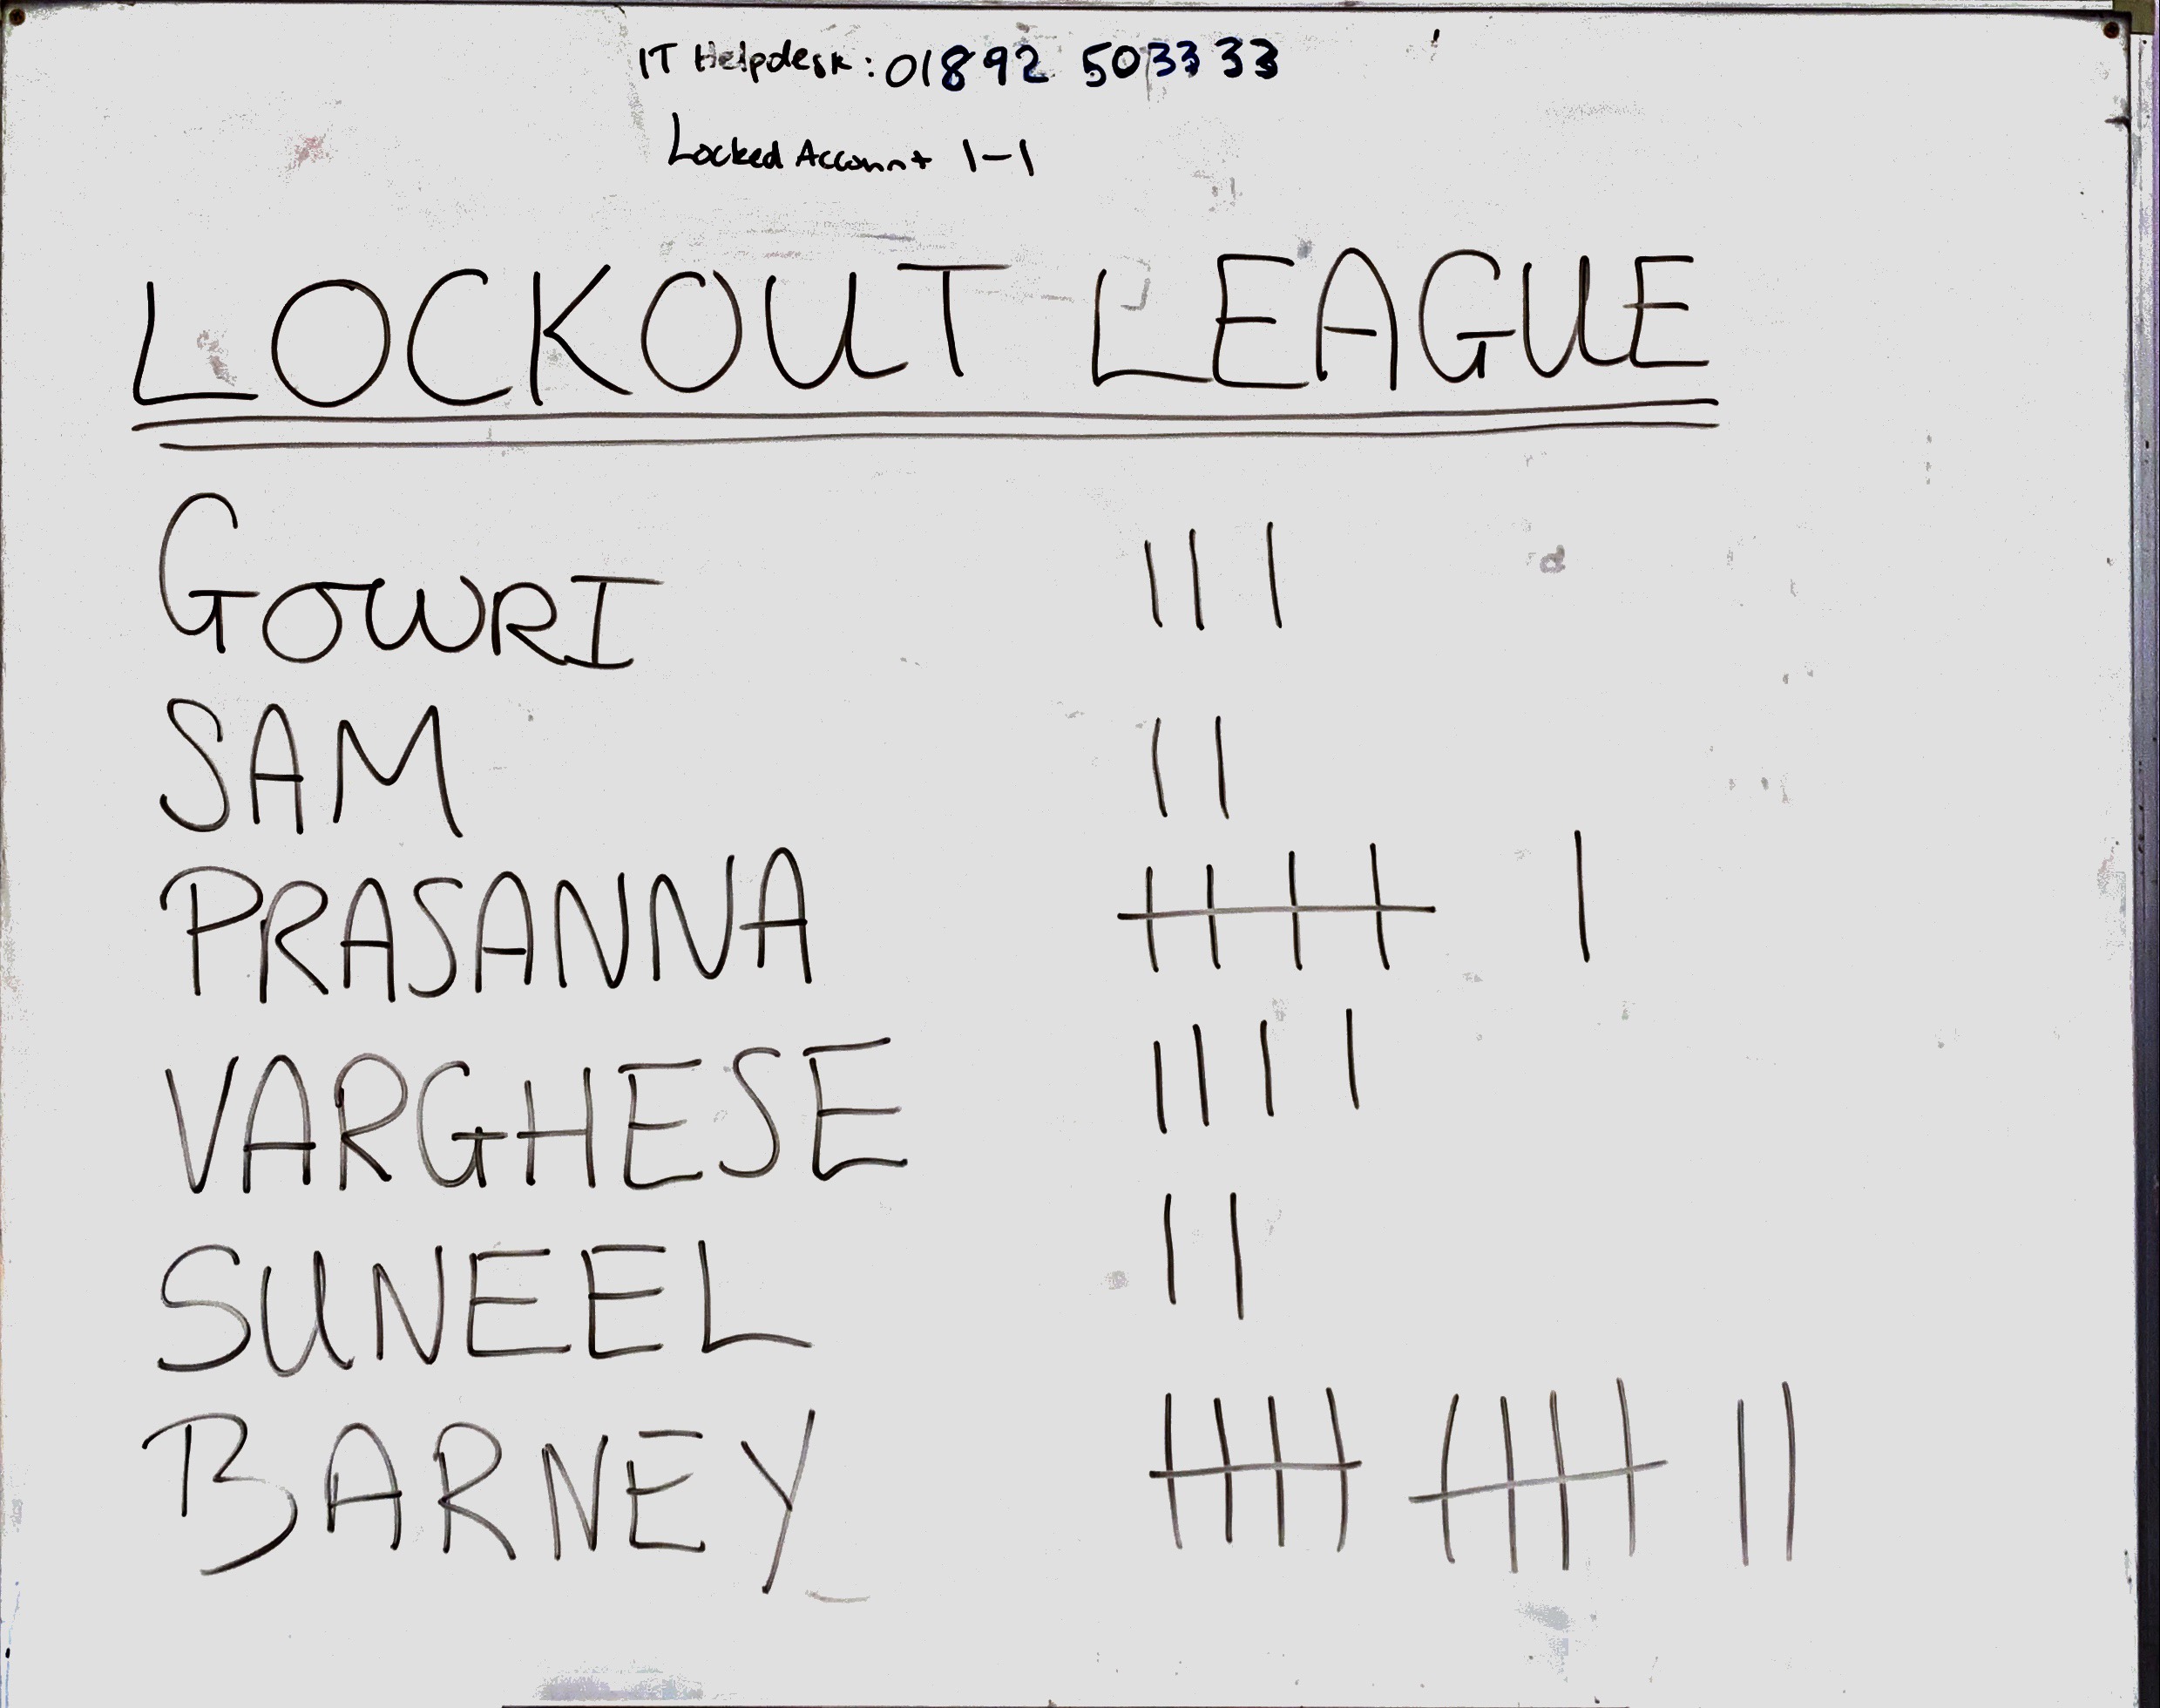 IT Helpdesk: 01892 503333
Locked Account 1-1
LOCKOUT LEAGUE
GOWRI III
SAM II
PRASANNA IIII I
VARGHESE IIII
SUNEEL II
BARNEY IIII IIII II